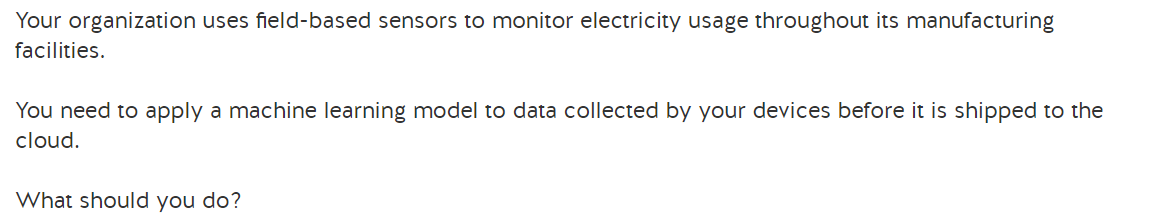 Your organization uses field-based sensors to monitor electricity usage throughout its manufacturing
facilities.
You need to apply a machine learning model to data collected by your devices before it is shipped to the
cloud.
What should you do?